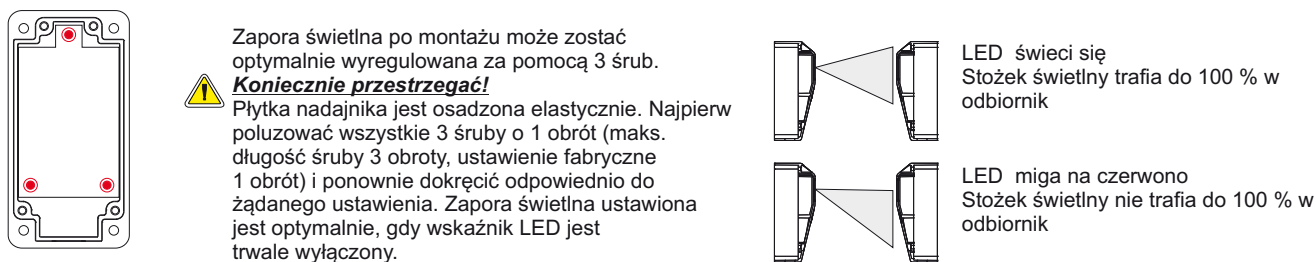 Zapora świetlna po montażu może zostać
optymalnie wyregulowana za pomocą 3 śrub.
Koniecznie przestrzegać!
Płytka nadajnika jest osadzona elastycznie. Najpierw
poluzować wszystkie 3 śruby o 1 obrót (maks.
długość śruby 3 obroty, ustawienie fabryczne
1 obrót) i ponownie dokręcić odpowiednio do
żądanego ustawienia. Zapora świetlna ustawiona
jest optymalnie, gdy wskaźnik LED jest
trwale wyłączony.
LED świeci się
Stożek świetlny trafia do 100 % w
odbiornik
LED miga na czerwono
Stożek świetlny nie trafia do 100 % w
odbiornik